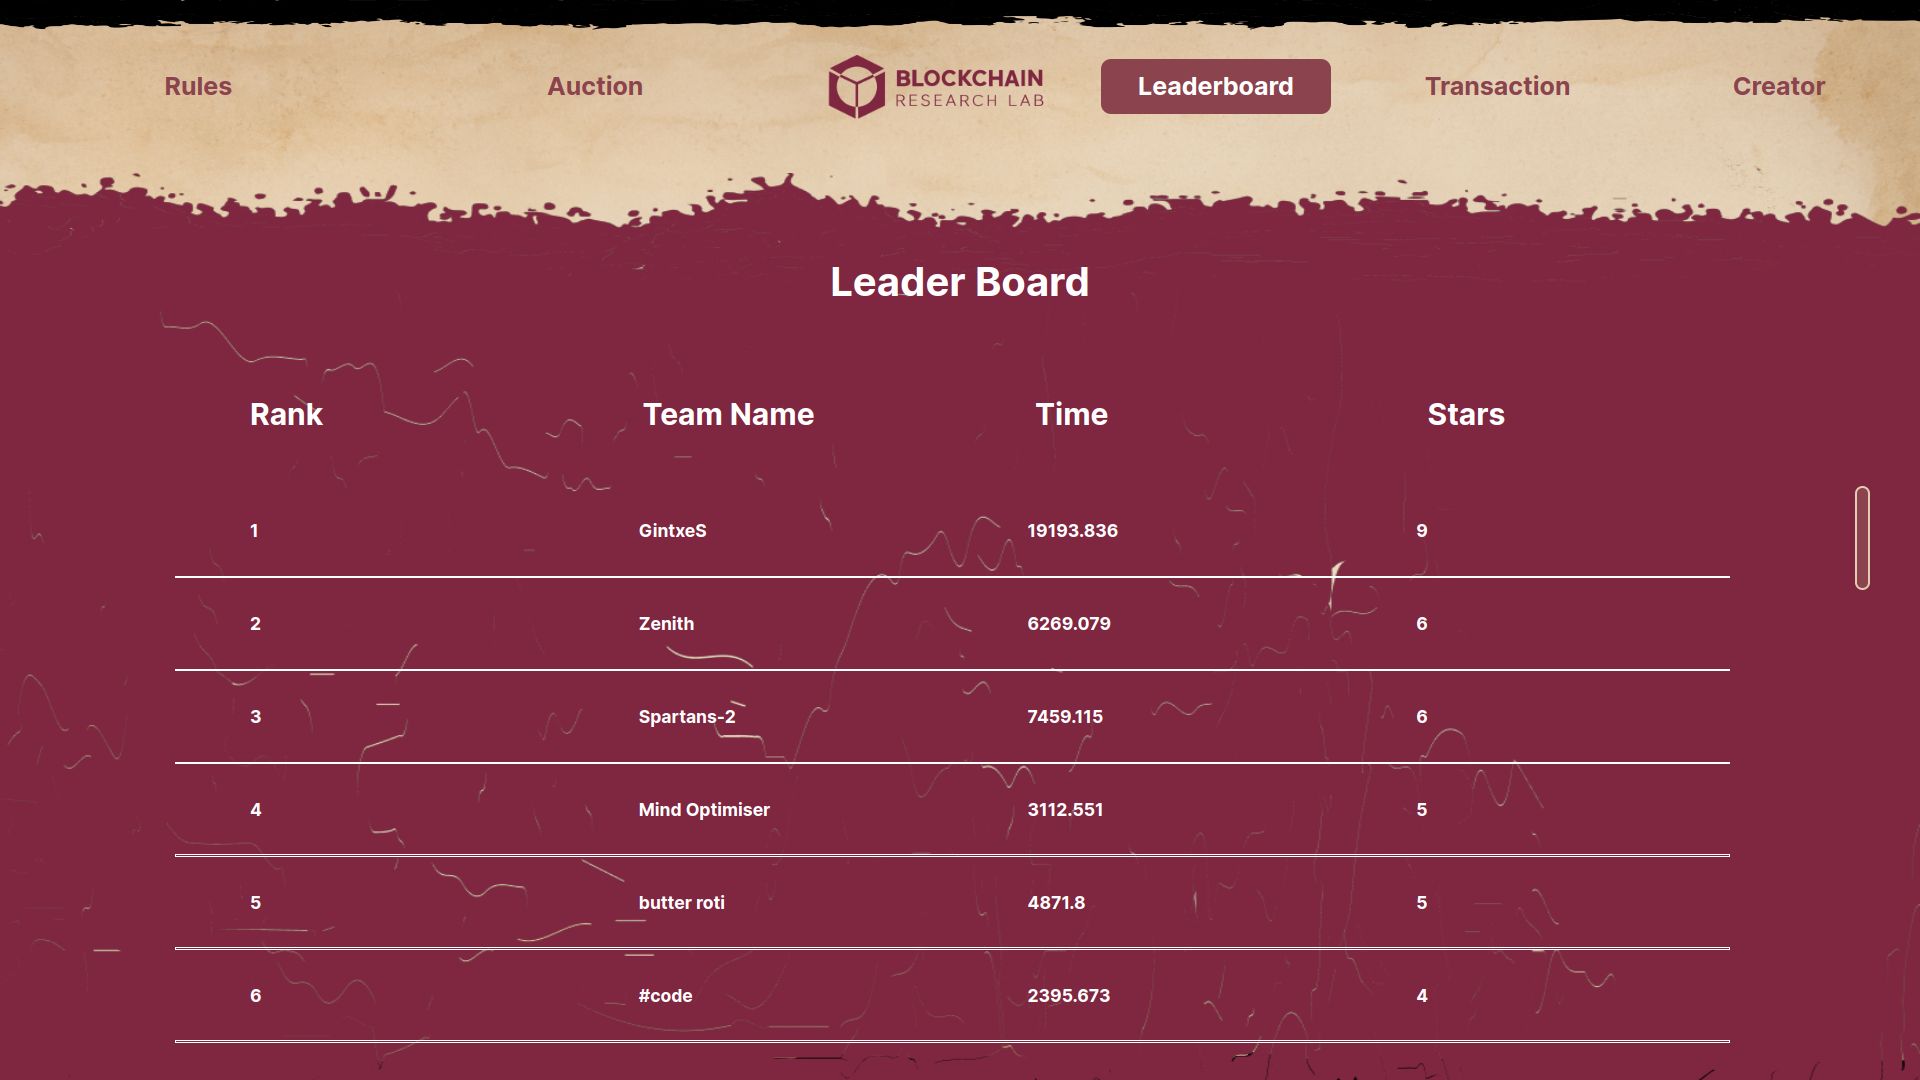 Rules Auction BLOCKCHAIN RESEARCH LAB Leaderboard Transaction Creator
Leader Board
Rank Team Name Time Stars
1 GintxeS 19193.836 9
2 Zenith 6269.079 6
3 Spartans-2 7459.115 6
4 Mind Optimiser 3112.551 5
5 butter roti 4871.8 5
6 #code 2395.673 4